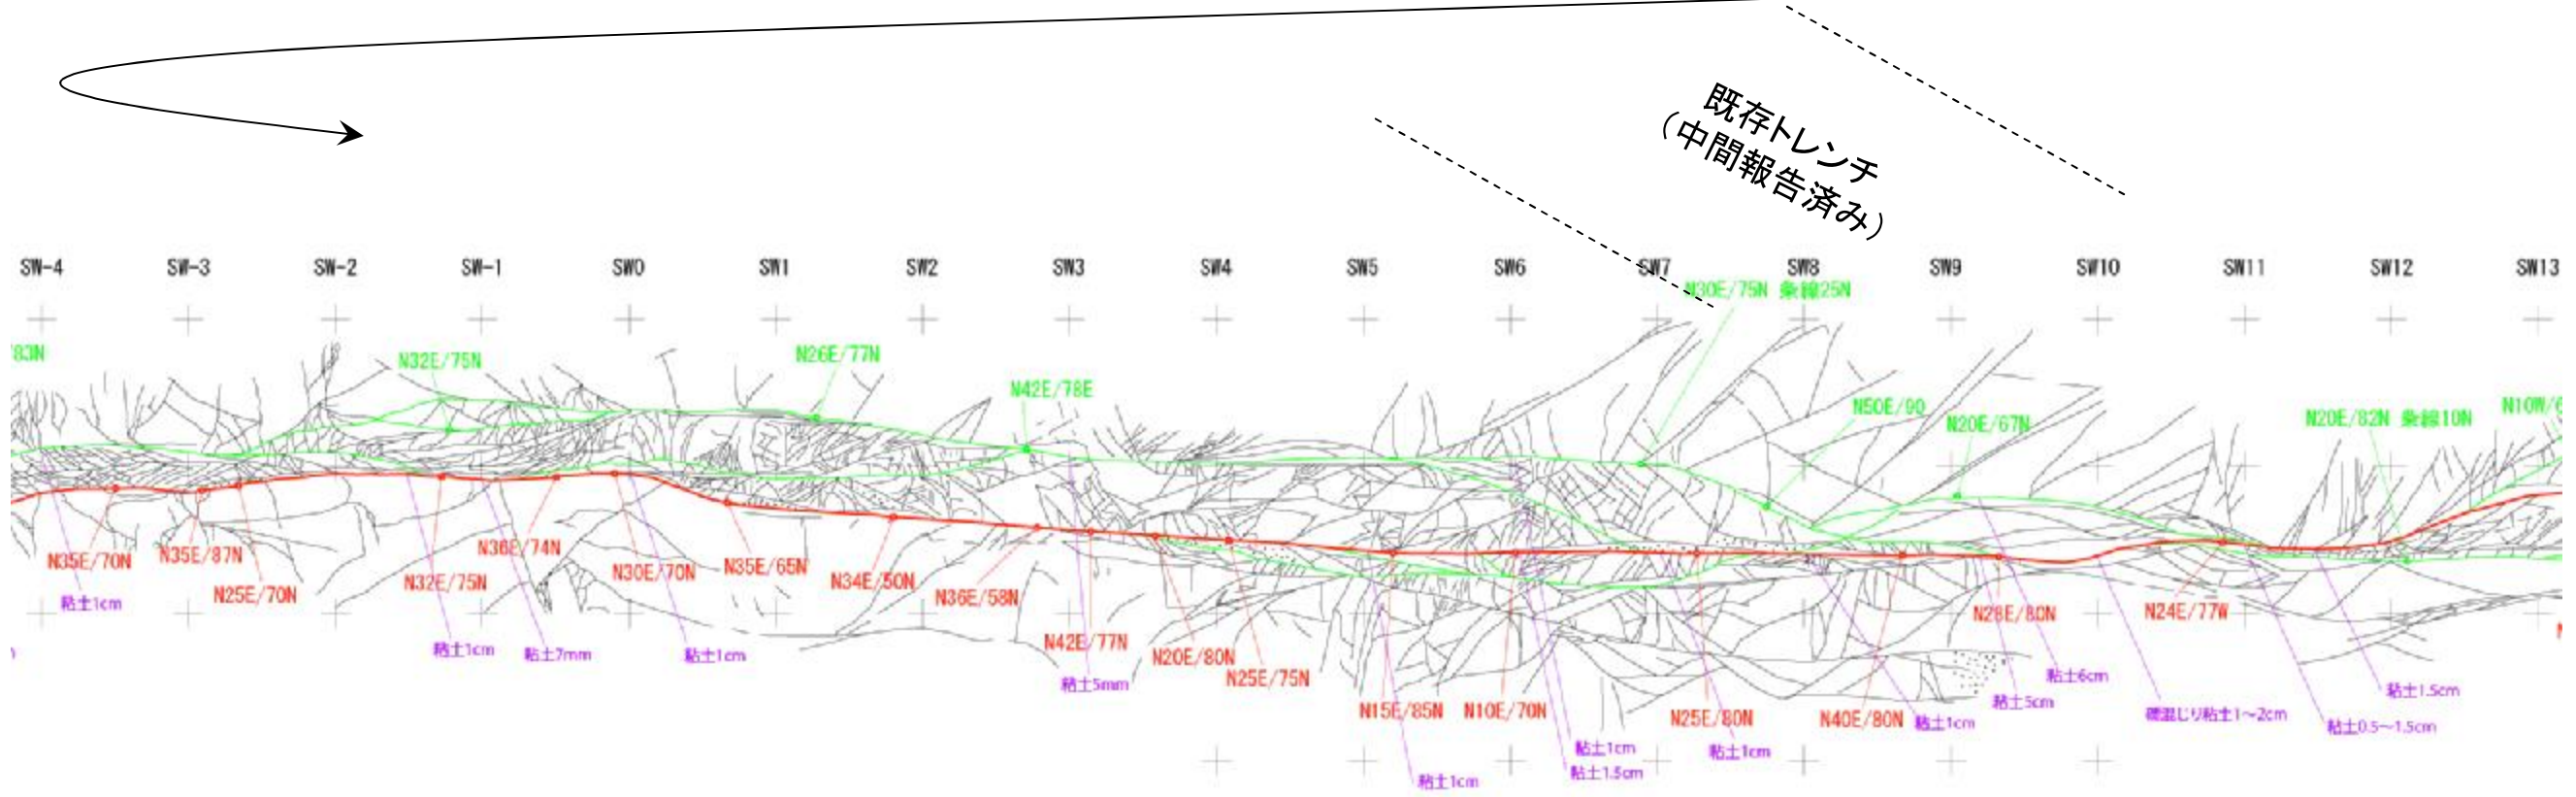 既存トレンチ
（中間報告済み）
SW-4 SW-3 SW-2 SW-1 SW0 SW1 SW2 SW3 SW4 SW5 SW6 SW7 SW8 SW9 SW10 SW11 SW12 SW13
N30E/75N 条線25N
83N
N32E/75N
N26E/77N
N42E/78E
N50E/90
N20E/67N
N20E/82N 条線10N
N10W/6
N35E/70N
N35E/87N
N25E/70N
N32E/75N
N36E/74N
N30E/70N
N35E/65N
N34E/50N
N36E/58N
N42E/77N
N20E/80N
N25E/75N
N15E/85N
N10E/70N
N25E/80N
N40E/80N
N28E/80N
N24E/77W
粘土1cm
粘土1cm
粘土7mm
粘土1cm
粘土5mm
粘土1cm
粘土1cm
粘土1.5cm
粘土1cm
粘土1cm
粘土5cm
粘土6cm
礫混じり粘土1～2cm
粘土0.5～1.5cm
粘土1.5cm